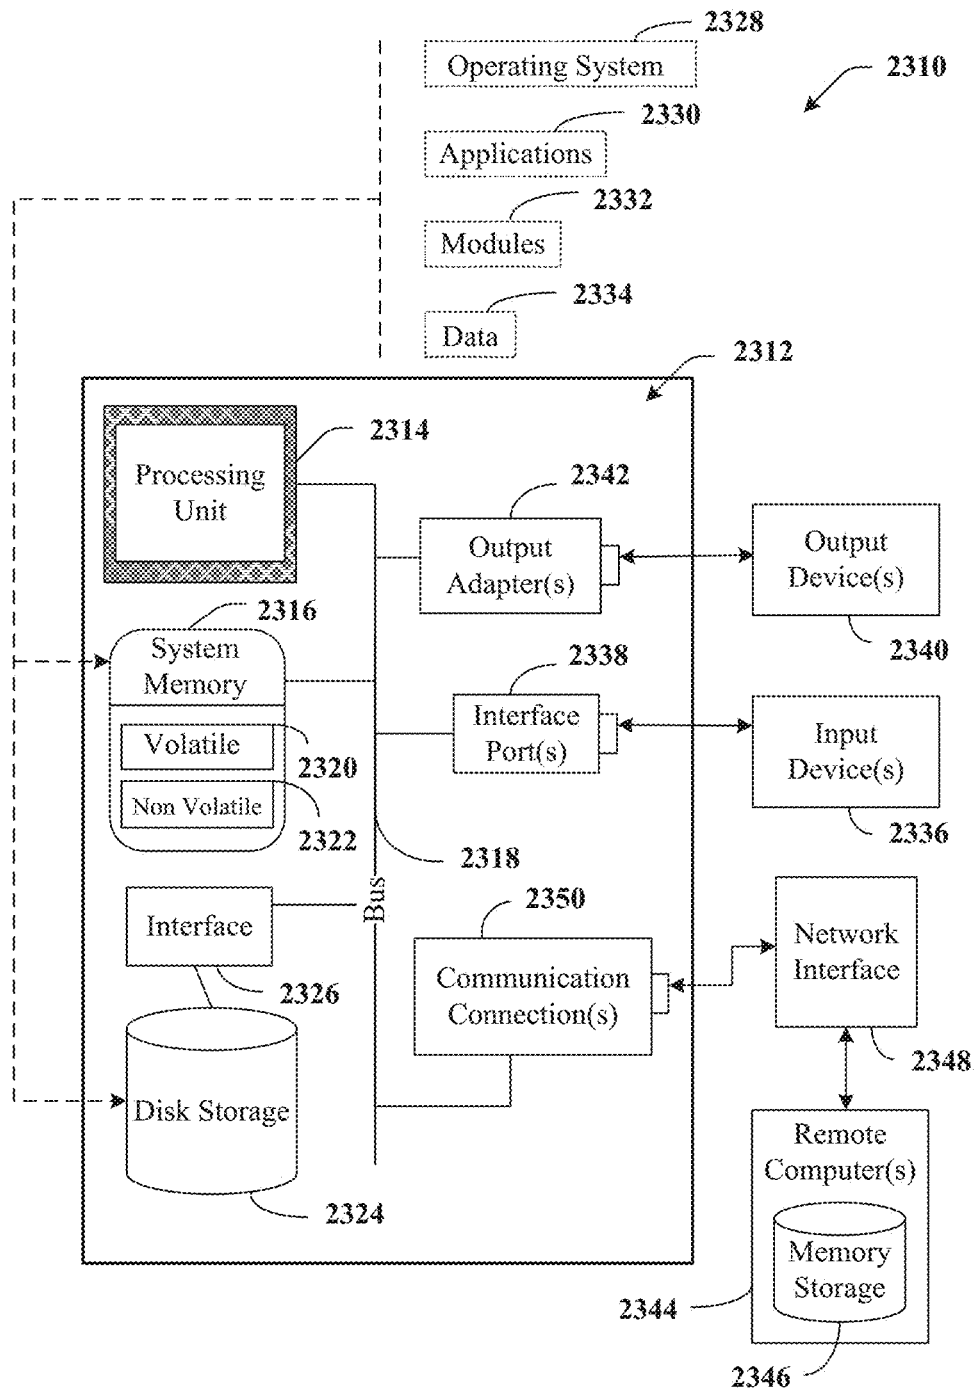 2328
Operating System
2310
2330
Applications
2332
Modules
2334
Data
2312
2314
Processing
Unit
2342
Output
Adapter(s)
Output
Device(s)
2340
2316
System
Memory
Volatile
2320
Non Volatile
2322
2338
Interface
Port(s)
Input
Device(s)
2336
2318
Bus
Interface
2326
2350
Communication
Connection(s)
Network
Interface
2348
Disk Storage
2324
Remote
Computer(s)
Memory
Storage
2344
2346